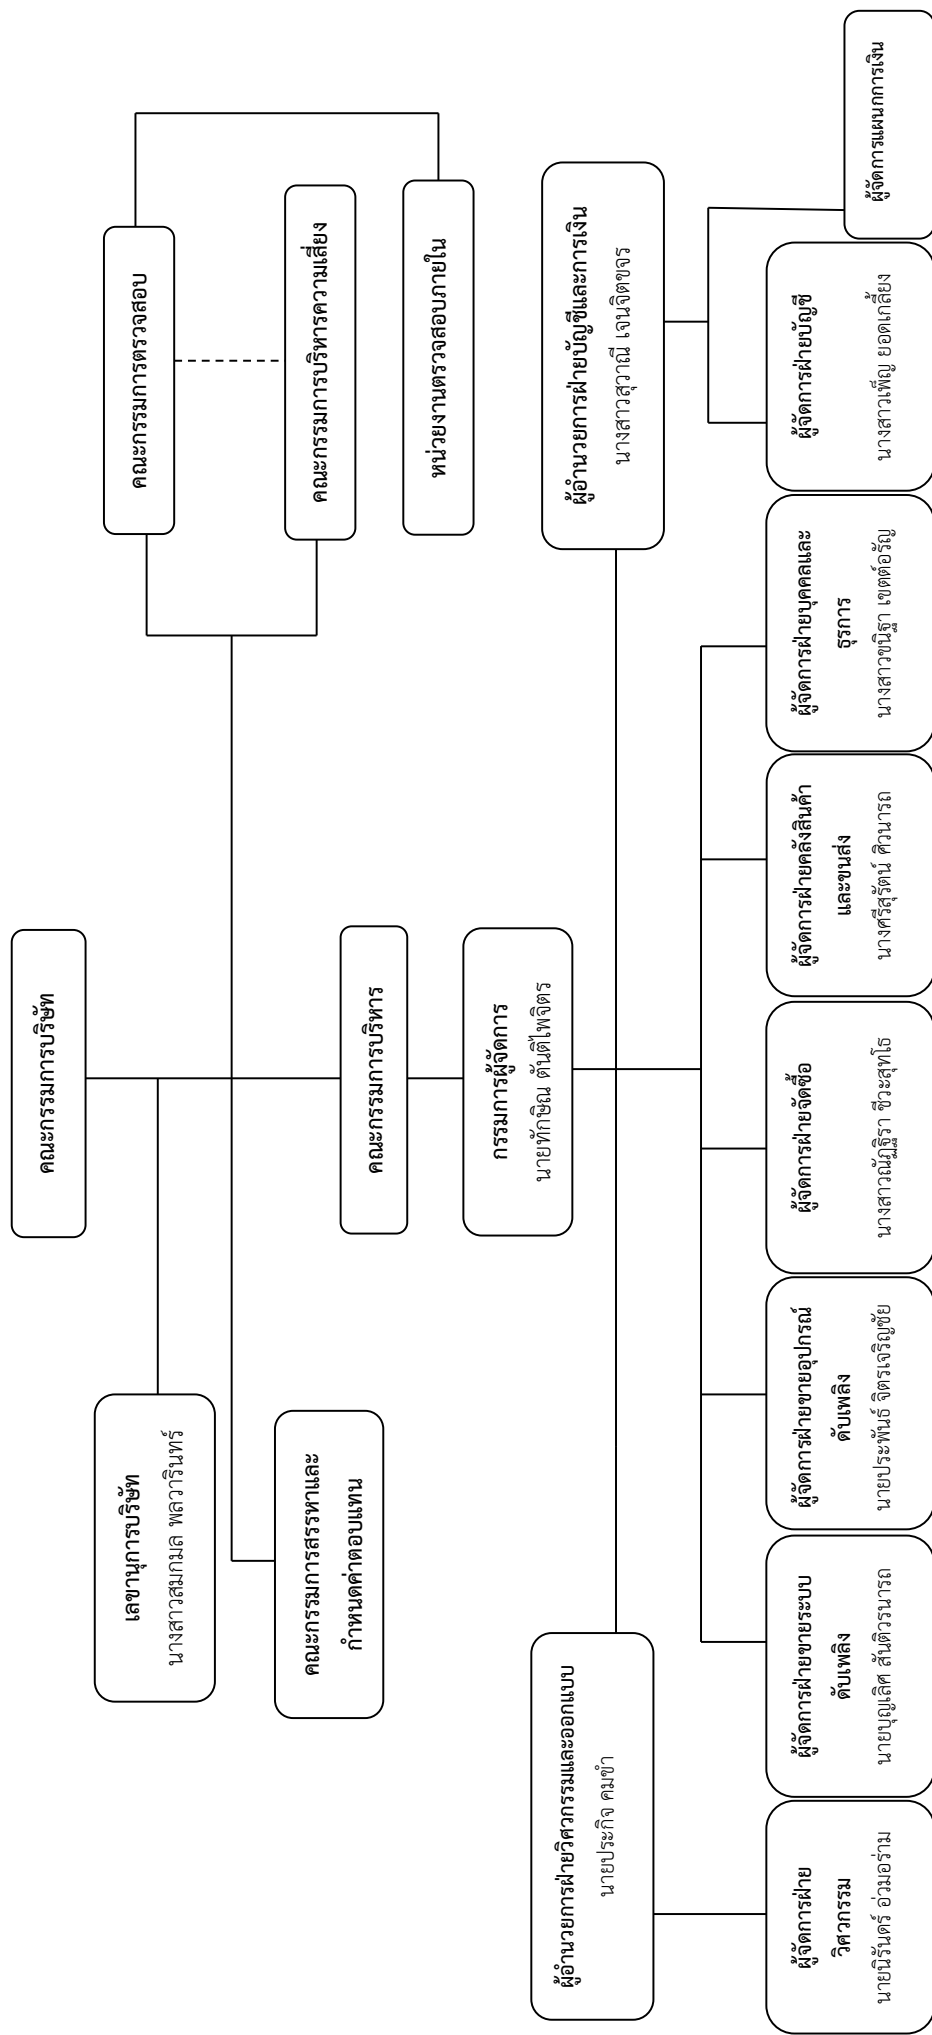 คณะกรรมการบริษัท
เลขานุการบริษัท
นางสาวสมกมล พลวารินทร์
คณะกรรมการตรวจสอบ
คณะกรรมการสรรหาและ
กำหนดค่าตอบแทน
คณะกรรมการบริหารความเสี่ยง
คณะกรรมการบริหาร
หน่วยงานตรวจสอบภายใน
กรรมการผู้จัดการ
นายทักษิณ ตันติไพจิตร
ผู้อำนวยการฝ่ายวิศวกรรมและออกแบบ
นายประกิจ คมขำ
ผู้อำนวยการฝ่ายบัญชีและการเงิน
นางสาวสุวาณี เจนจิตขจร
ผู้จัดการฝ่าย
วิศวกรรม
นายนิรันดร์ อ่วมอร่าม
ผู้จัดการฝ่ายขายระบบ
ดับเพลิง
นายบุญเลิศ สันติวรนารถ
ผู้จัดการฝ่ายขายอุปกรณ์
ดับเพลิง
นายประพันธ์ จิตรเจริญชัย
ผู้จัดการฝ่ายจัดซื้อ
นางสาวณัฏฐิรา ชีวะสุทโธ
ผู้จัดการฝ่ายคลังสินค้า
และขนส่ง
นางศรีสุรัตน์ ศิวนารถ
ผู้จัดการฝ่ายบุคคลและ
ธุรการ
นางสาวขนิฐา เขตต์อรัญ
ผู้จัดการฝ่ายบัญชี
นางสาวเพ็ญ ยอดเกลี้ยง
ผู้จัดการแผนกการเงิน